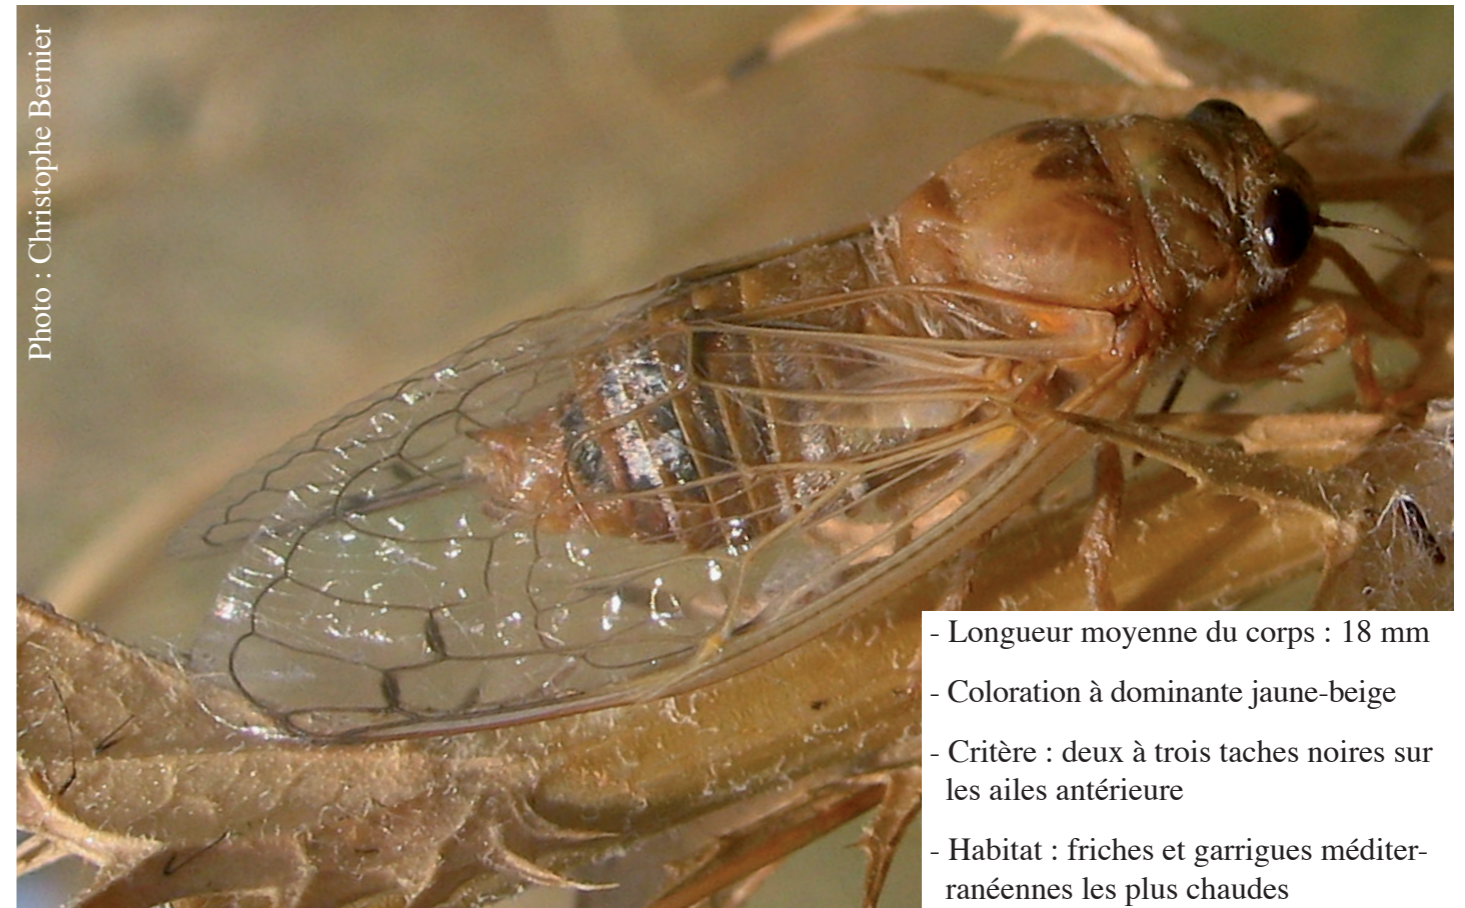 Photo : Christophe Bernier
- Longueur moyenne du corps : 18 mm
- Coloration à dominante jaune-beige
- Critère : deux à trois taches noires sur
les ailes antérieure
- Habitat : friches et garrigues méditer-
ranéennes les plus chaudes